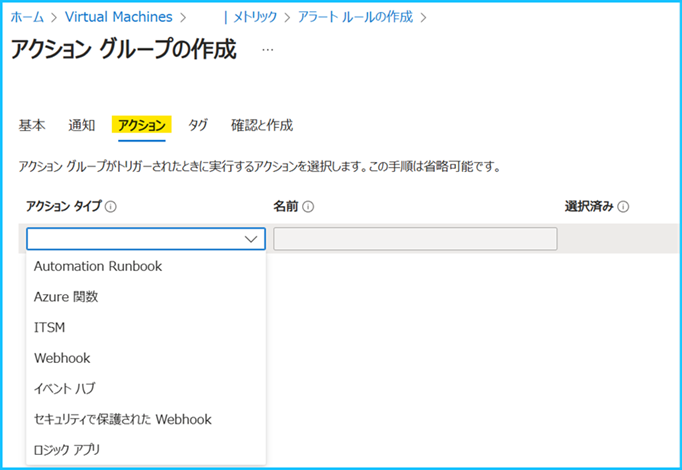 ホーム > Virtual Machines > | メトリック > アラート ルールの作成 >
アクション グループの作成 …
基本 通知 アクション タグ 確認と作成
アクション グループがトリガーされたときに実行するアクションを選択します。この手順は省略可能です。
アクション タイプ 名前 選択済み
Automation Runbook
Azure 関数
ITSM
Webhook
イベント ハブ
セキュリティで保護された Webhook
ロジック アプリ